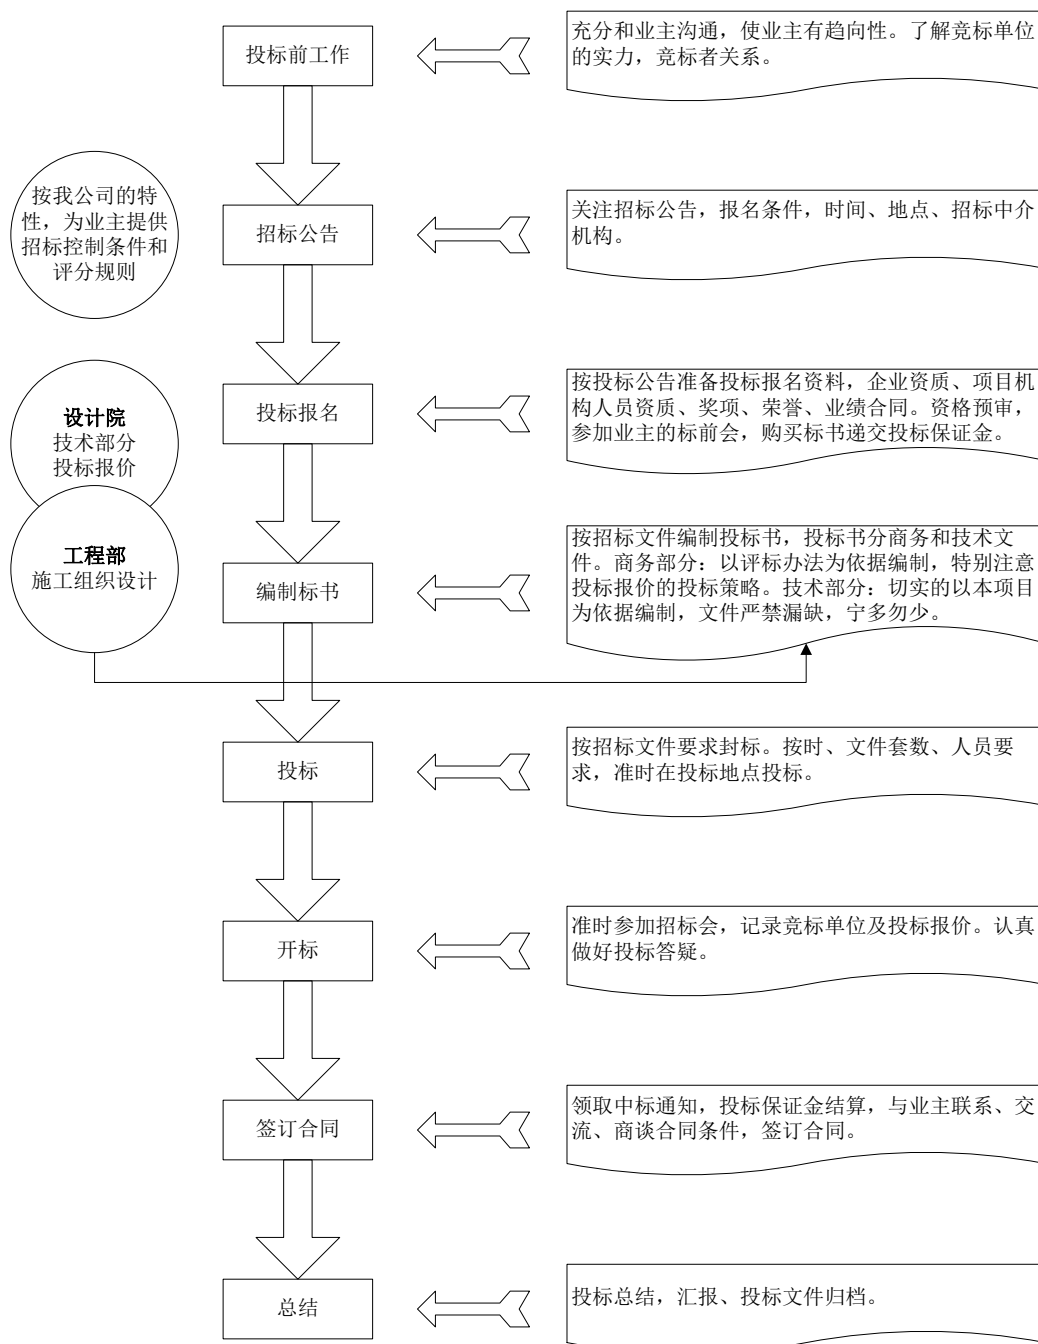 投标前工作
充分和业主沟通，使业主有趋向性。了解竞标单位
的实力，竞标者关系。
按我公司的特
性，为业主提供
招标控制条件和
评分规则
招标公告
关注招标公告，报名条件，时间、地点、招标中介
机构。
设计院
技术部分
投标报价
投标报名
按投标公告准备投标报名资料，企业资质、项目机
构人员资质、奖项、荣誉、业绩合同。资格预审，
参加业主的标前会，购买标书递交投标保证金。
工程部
施工组织设计
编制标书
按招标文件编制投标书，投标书分商务和技术文
件。商务部分：以评标办法为依据编制，特别注意
投标报价的投标策略。技术部分：切实的以本项目
为依据编制，文件严禁漏缺，宁多勿少。
投标
按招标文件要求封标。按时、文件套数、人员要
求，准时在投标地点投标。
开标
准时参加招标会，记录竞标单位及投标报价。认真
做好投标答疑。
签订合同
领取中标通知，投标保证金结算，与业主联系、交
流、商谈合同条件，签订合同。
总结
投标总结，汇报、投标文件归档。